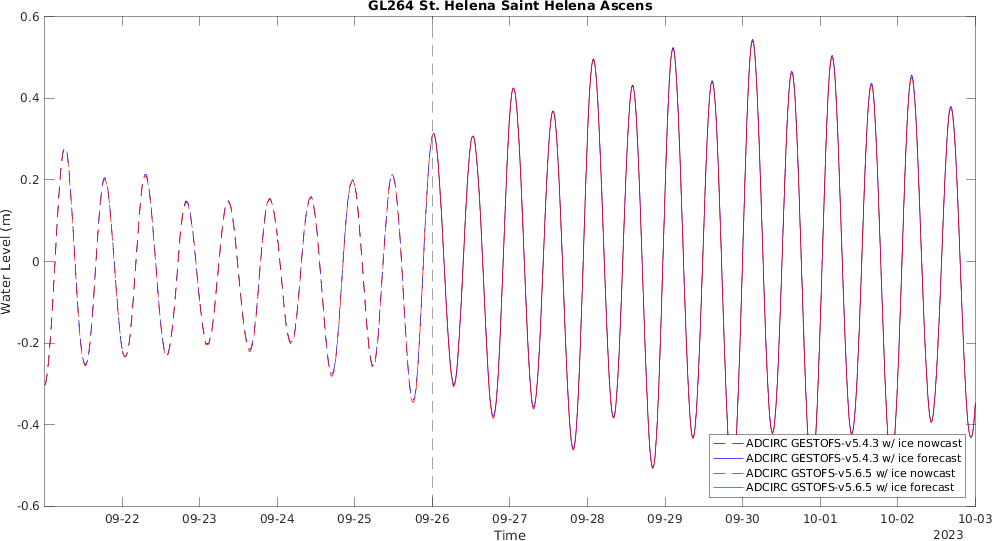 GL264 St. Helena Saint Helena Ascens
0.6
0.4
0.2
0
-0.2
-0.4
-0.6
Water Level (m)
ADCIRC GESTOFS-v5.4.3 w/ ice nowcast
ADCIRC GESTOFS-v5.4.3 w/ ice forecast
ADCIRC GSTOFS-v5.6.5 w/ ice nowcast
ADCIRC GSTOFS-v5.6.5 w/ ice forecast
09-22 09-23 09-24 09-25 09-26 09-27 09-28 09-29 09-30 10-01 10-02 10-03
Time
2023